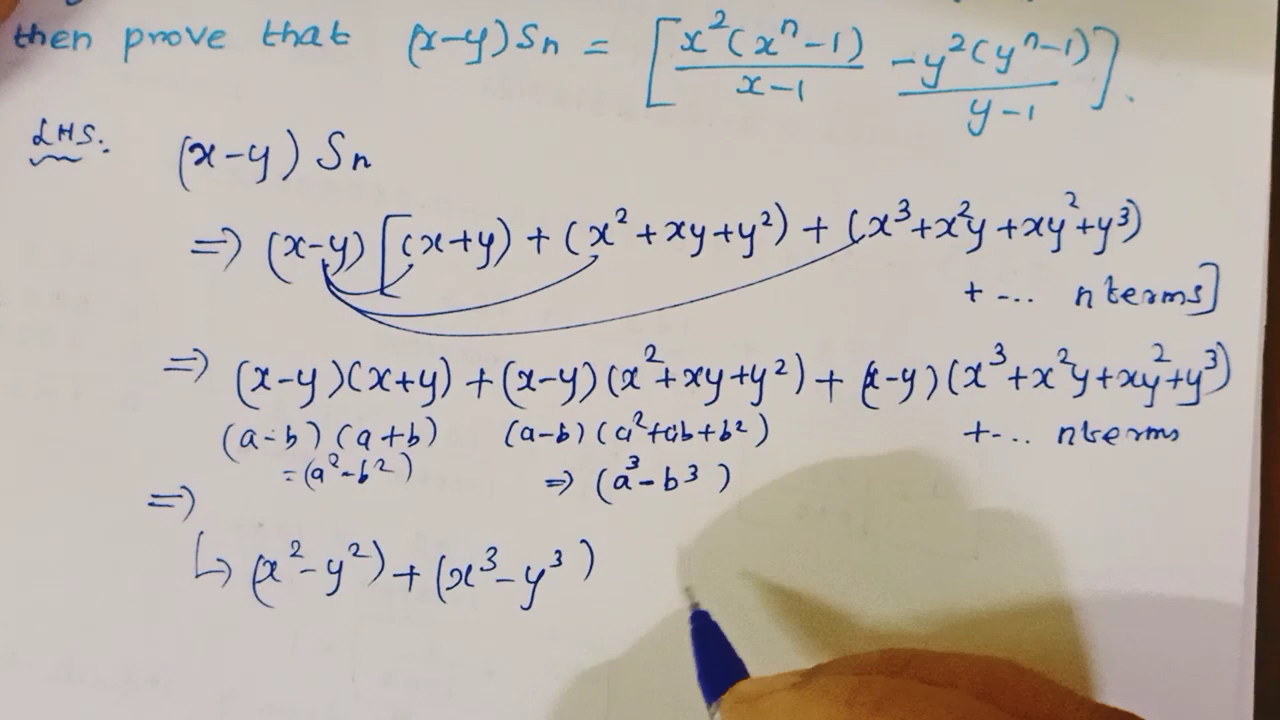 then prove that (x-y) Sn = [x²(xⁿ-1)/x-1 -y²(yⁿ-1)/y-1].
LHS. (x-y) Sn
⇒ (x-y) [(x+y) + (x²+xy+y²) + (x³+x²y+xy²+y³)
+ -... n terms]
⇒ (x-y)(x+y) + (x-y)(x²+xy+y²) + (x-y)(x³+x²y+xy²+y³)
(a-b) (a+b) (a-b)(a²+ab+b²) +-... n terms
=(a²-b²) ⇒ (a³-b³)
⇒
↳ (x²-y²) + (x³-y³)